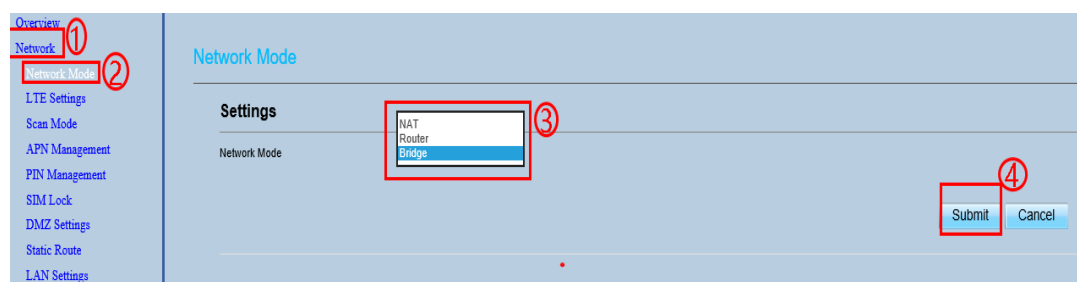 Overview
①
Network
Network Mode
②
LTE Settings
Scan Mode
APN Management
PIN Management
SIM Lock
DMZ Settings
Static Route
LAN Settings
Network Mode
Settings
Network Mode
NAT
Router
Bridge
③
④
Submit Cancel